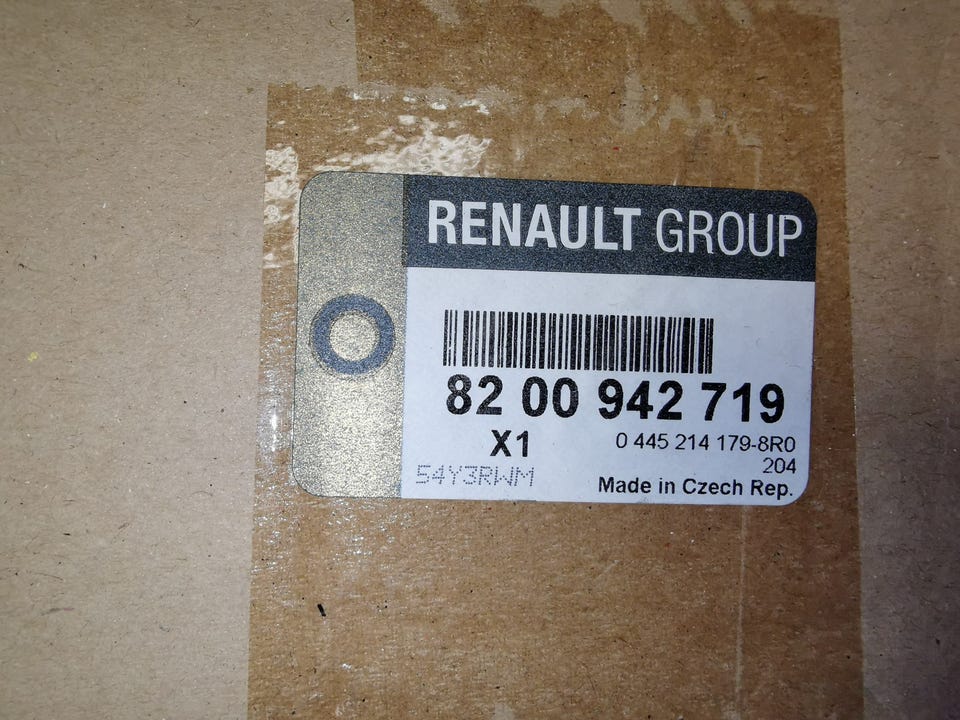 RENAULT GROUP
82 00 942 719
X1
0 445 214 179-8R0
204
54Y3RWM
Made in Czech Rep.